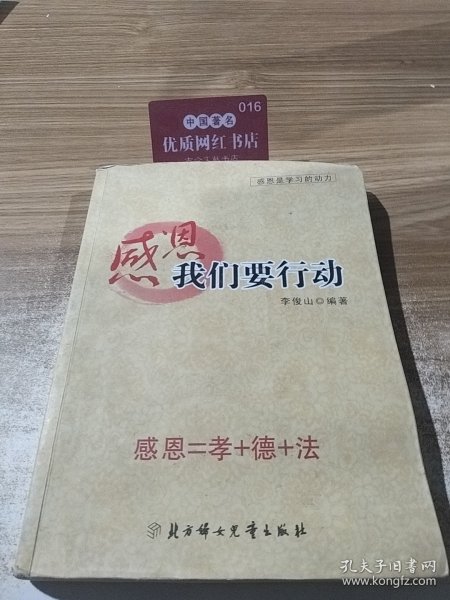 016
中国著名
优质网红书店
感恩是学习的动力
感恩
我们要行动
李俊山◎编著
感恩=孝+德+法
北方妇女儿童出版社
孔夫子旧书网
www.kongfz.com